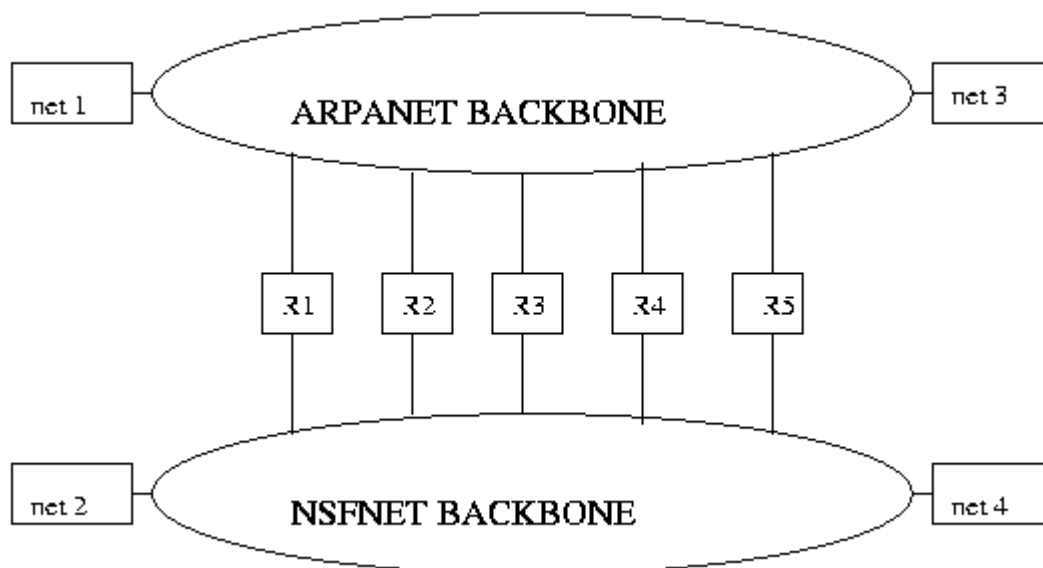 net 1
ARPANET BACKBONE
net 3
R1
R2
R3
R4
R5
net 2
NSFNET BACKBONE
net 4